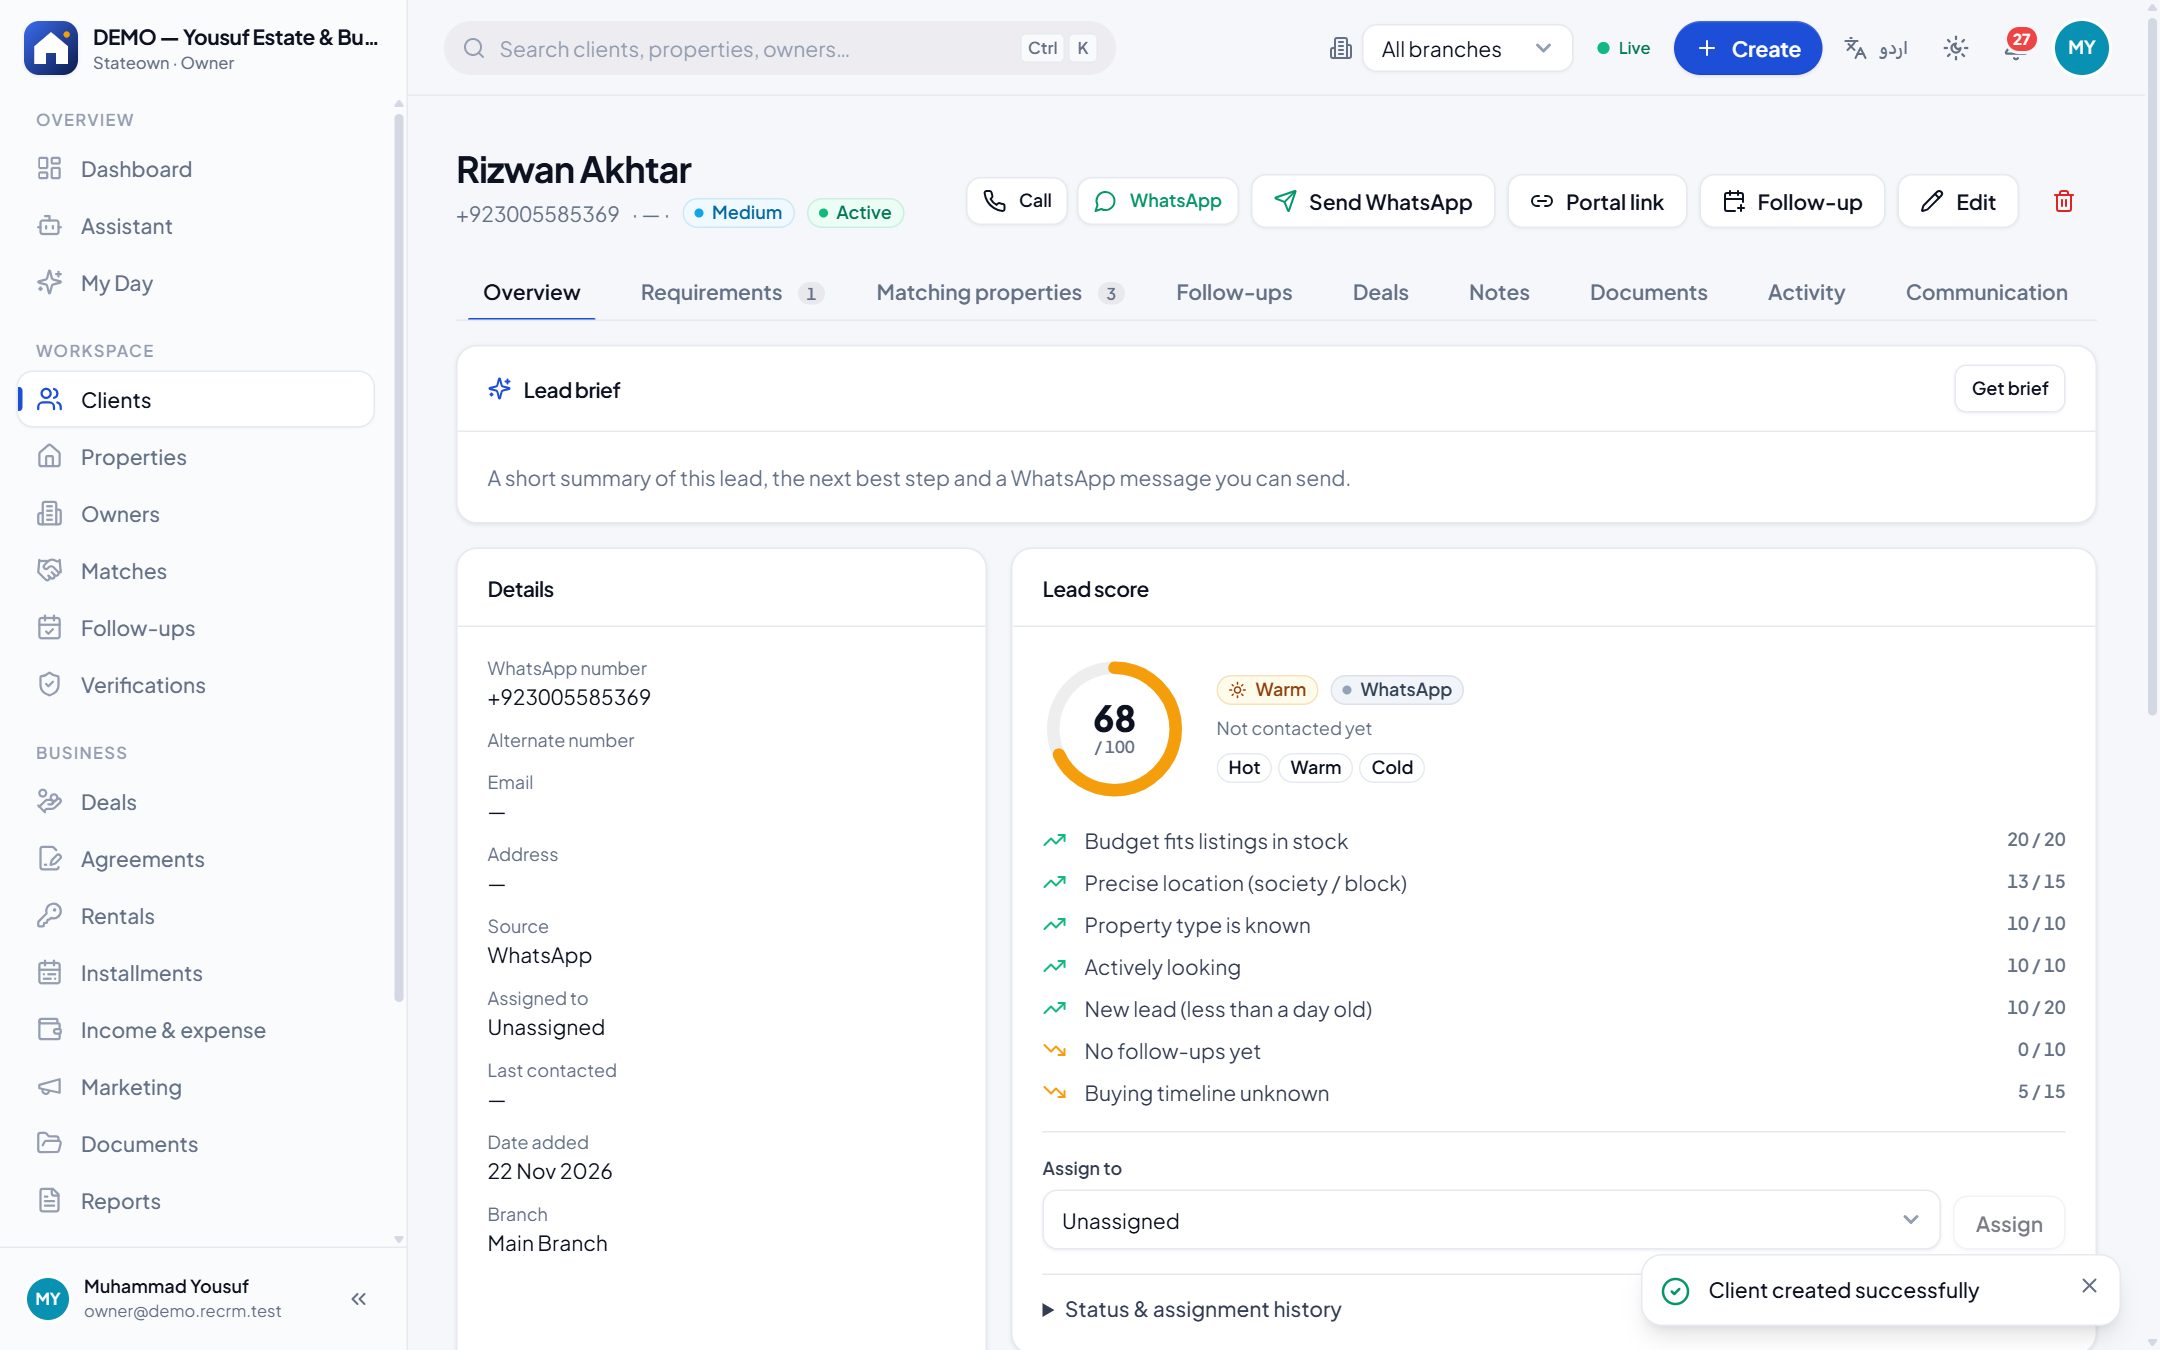 DEMO — Yousuf Estate & Bu...
Stateown · Owner
Search clients, properties, owners...
Ctrl K
All branches
Live
Create
اردو
27
MY
OVERVIEW
Dashboard
Assistant
My Day
WORKSPACE
Clients
Properties
Owners
Matches
Follow-ups
Verifications
BUSINESS
Deals
Agreements
Rentals
Installments
Income & expense
Marketing
Documents
Reports
MY
Muhammad Yousuf
owner@demo.recrm.test
Rizwan Akhtar
+923005585369 · — · Medium Active
Call
WhatsApp
Send WhatsApp
Portal link
Follow-up
Edit
Overview
Requirements 1
Matching properties 3
Follow-ups
Deals
Notes
Documents
Activity
Communication
Lead brief
Get brief
A short summary of this lead, the next best step and a WhatsApp message you can send.
Details
WhatsApp number
+923005585369
Alternate number
Email
—
Address
—
Source
WhatsApp
Assigned to
Unassigned
Last contacted
—
Date added
22 Nov 2026
Branch
Main Branch
Lead score
68
/ 100
Warm WhatsApp
Not contacted yet
Hot Warm Cold
Budget fits listings in stock 20 / 20
Precise location (society / block) 13 / 15
Property type is known 10 / 10
Actively looking 10 / 10
New lead (less than a day old) 10 / 20
No follow-ups yet 0 / 10
Buying timeline unknown 5 / 15
Assign to
Unassigned
Assign
Status & assignment history
Client created successfully